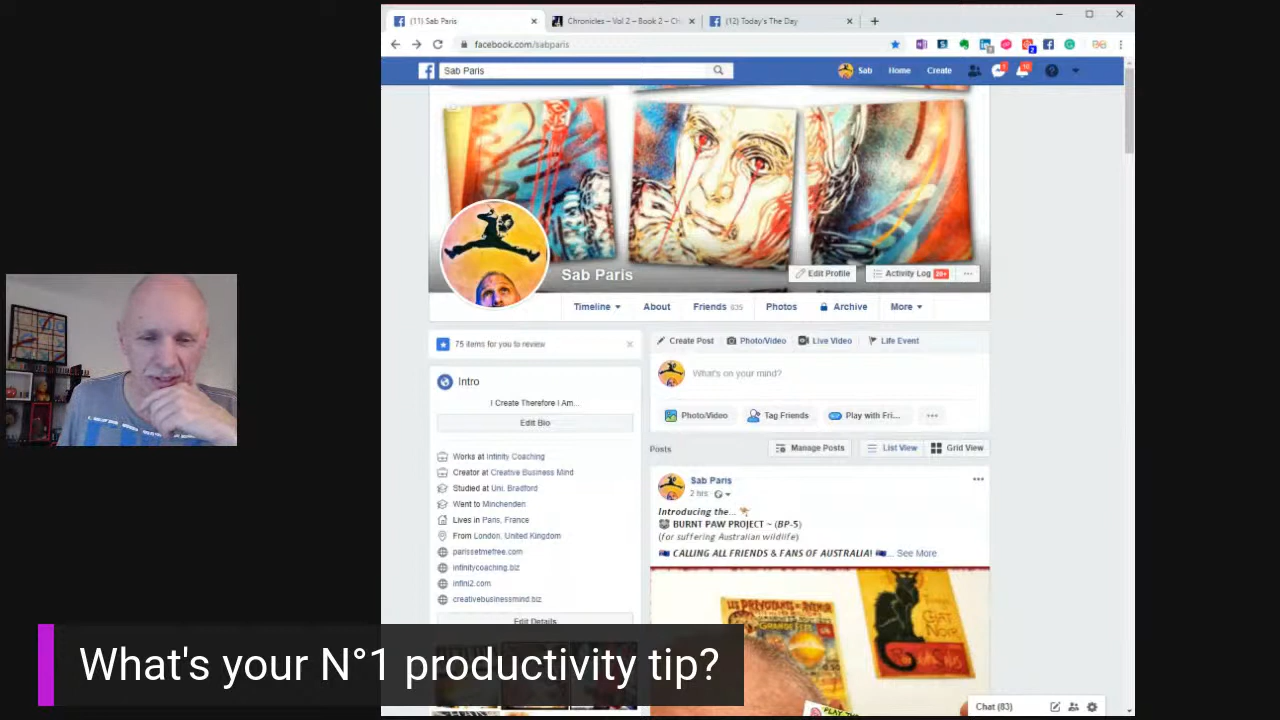 (11) Sab Paris
Chronicles – Vol 2 – Book 2 – Ch
(12) Today's The Day
facebook.com/sabparis
Sab Paris
Sab
Home
Create
Sab Paris
Edit Profile
Activity Log 20+
Timeline
About
Friends 835
Photos
Archive
More
75 items for you to review
Create Post
Photo/Video
Live Video
Life Event
Intro
What's on your mind?
I Create Therefore I Am...
Edit Bio
Photo/Video
Tag Friends
Play with Fri...
Posts
Manage Posts
List View
Grid View
Works at Infinity Coaching
Creator at Creative Business Mind
Studied at Uni. Bradford
Went to Minchenden
Lives in Paris, France
From London, United Kingdom
parissetmefree.com
infinitycoaching.biz
infini2.com
creativebusinessmind.biz
Edit Details
Sab Paris
2 hrs
Introducing the...
BURNT PAW PROJECT ~ (BP-5)
(for suffering Australian wildlife)
CALLING ALL FRIENDS & FANS OF AUSTRALIA! ... See More
What's your N°1 productivity tip?
Chat (83)